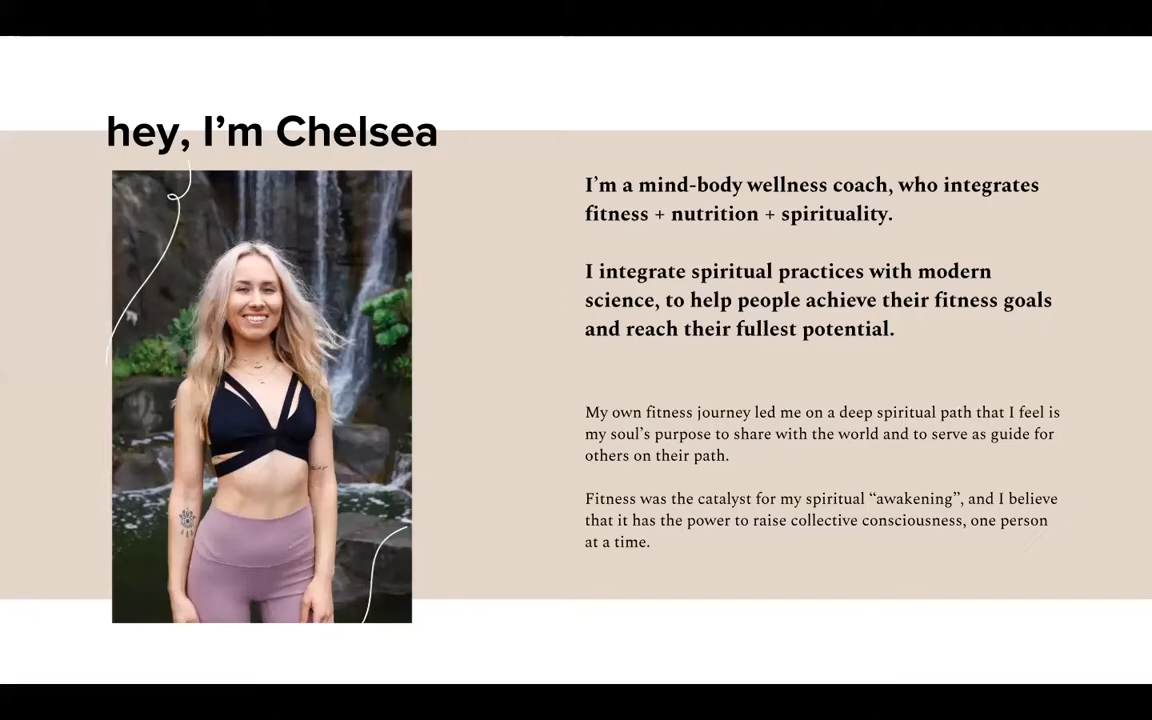 hey, I’m Chelsea
I’m a mind-body wellness coach, who integrates
fitness + nutrition + spirituality.
I integrate spiritual practices with modern
science, to help people achieve their fitness goals
and reach their fullest potential.
My own fitness journey led me on a deep spiritual path that I feel is
my soul’s purpose to share with the world and to serve as guide for
others on their path.
Fitness was the catalyst for my spiritual “awakening”, and I believe
that it has the power to raise collective consciousness, one person
at a time.